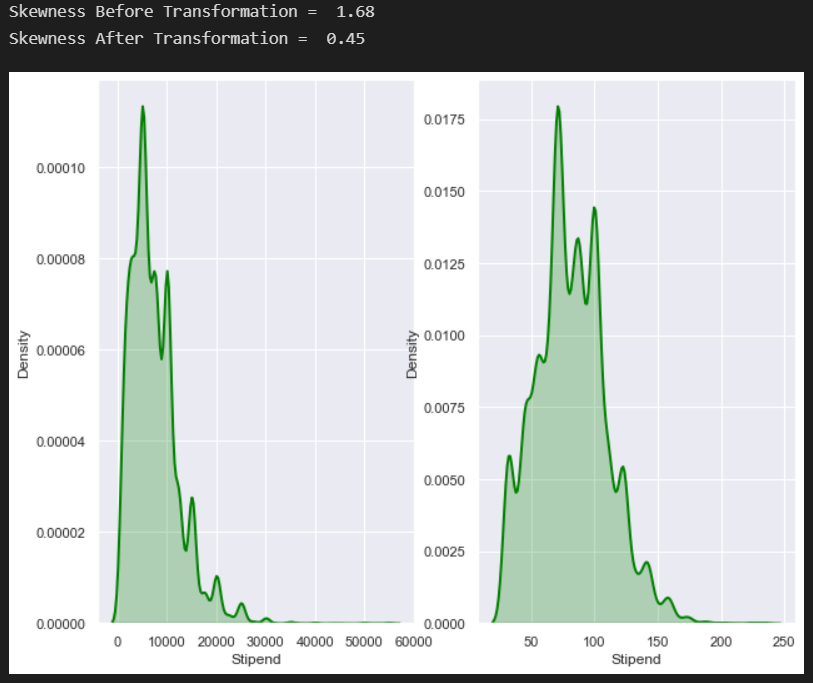 Skewness Before Transformation =  1.68
Skewness After Transformation =  0.45
0.00010
0.00008
0.00006
0.00004
0.00002
0.00000
Density
0 10000 20000 30000 40000 50000 60000
Stipend
0.0175
0.0150
0.0125
0.0100
0.0075
0.0050
0.0025
0.0000
Density
50 100 150 200 250
Stipend